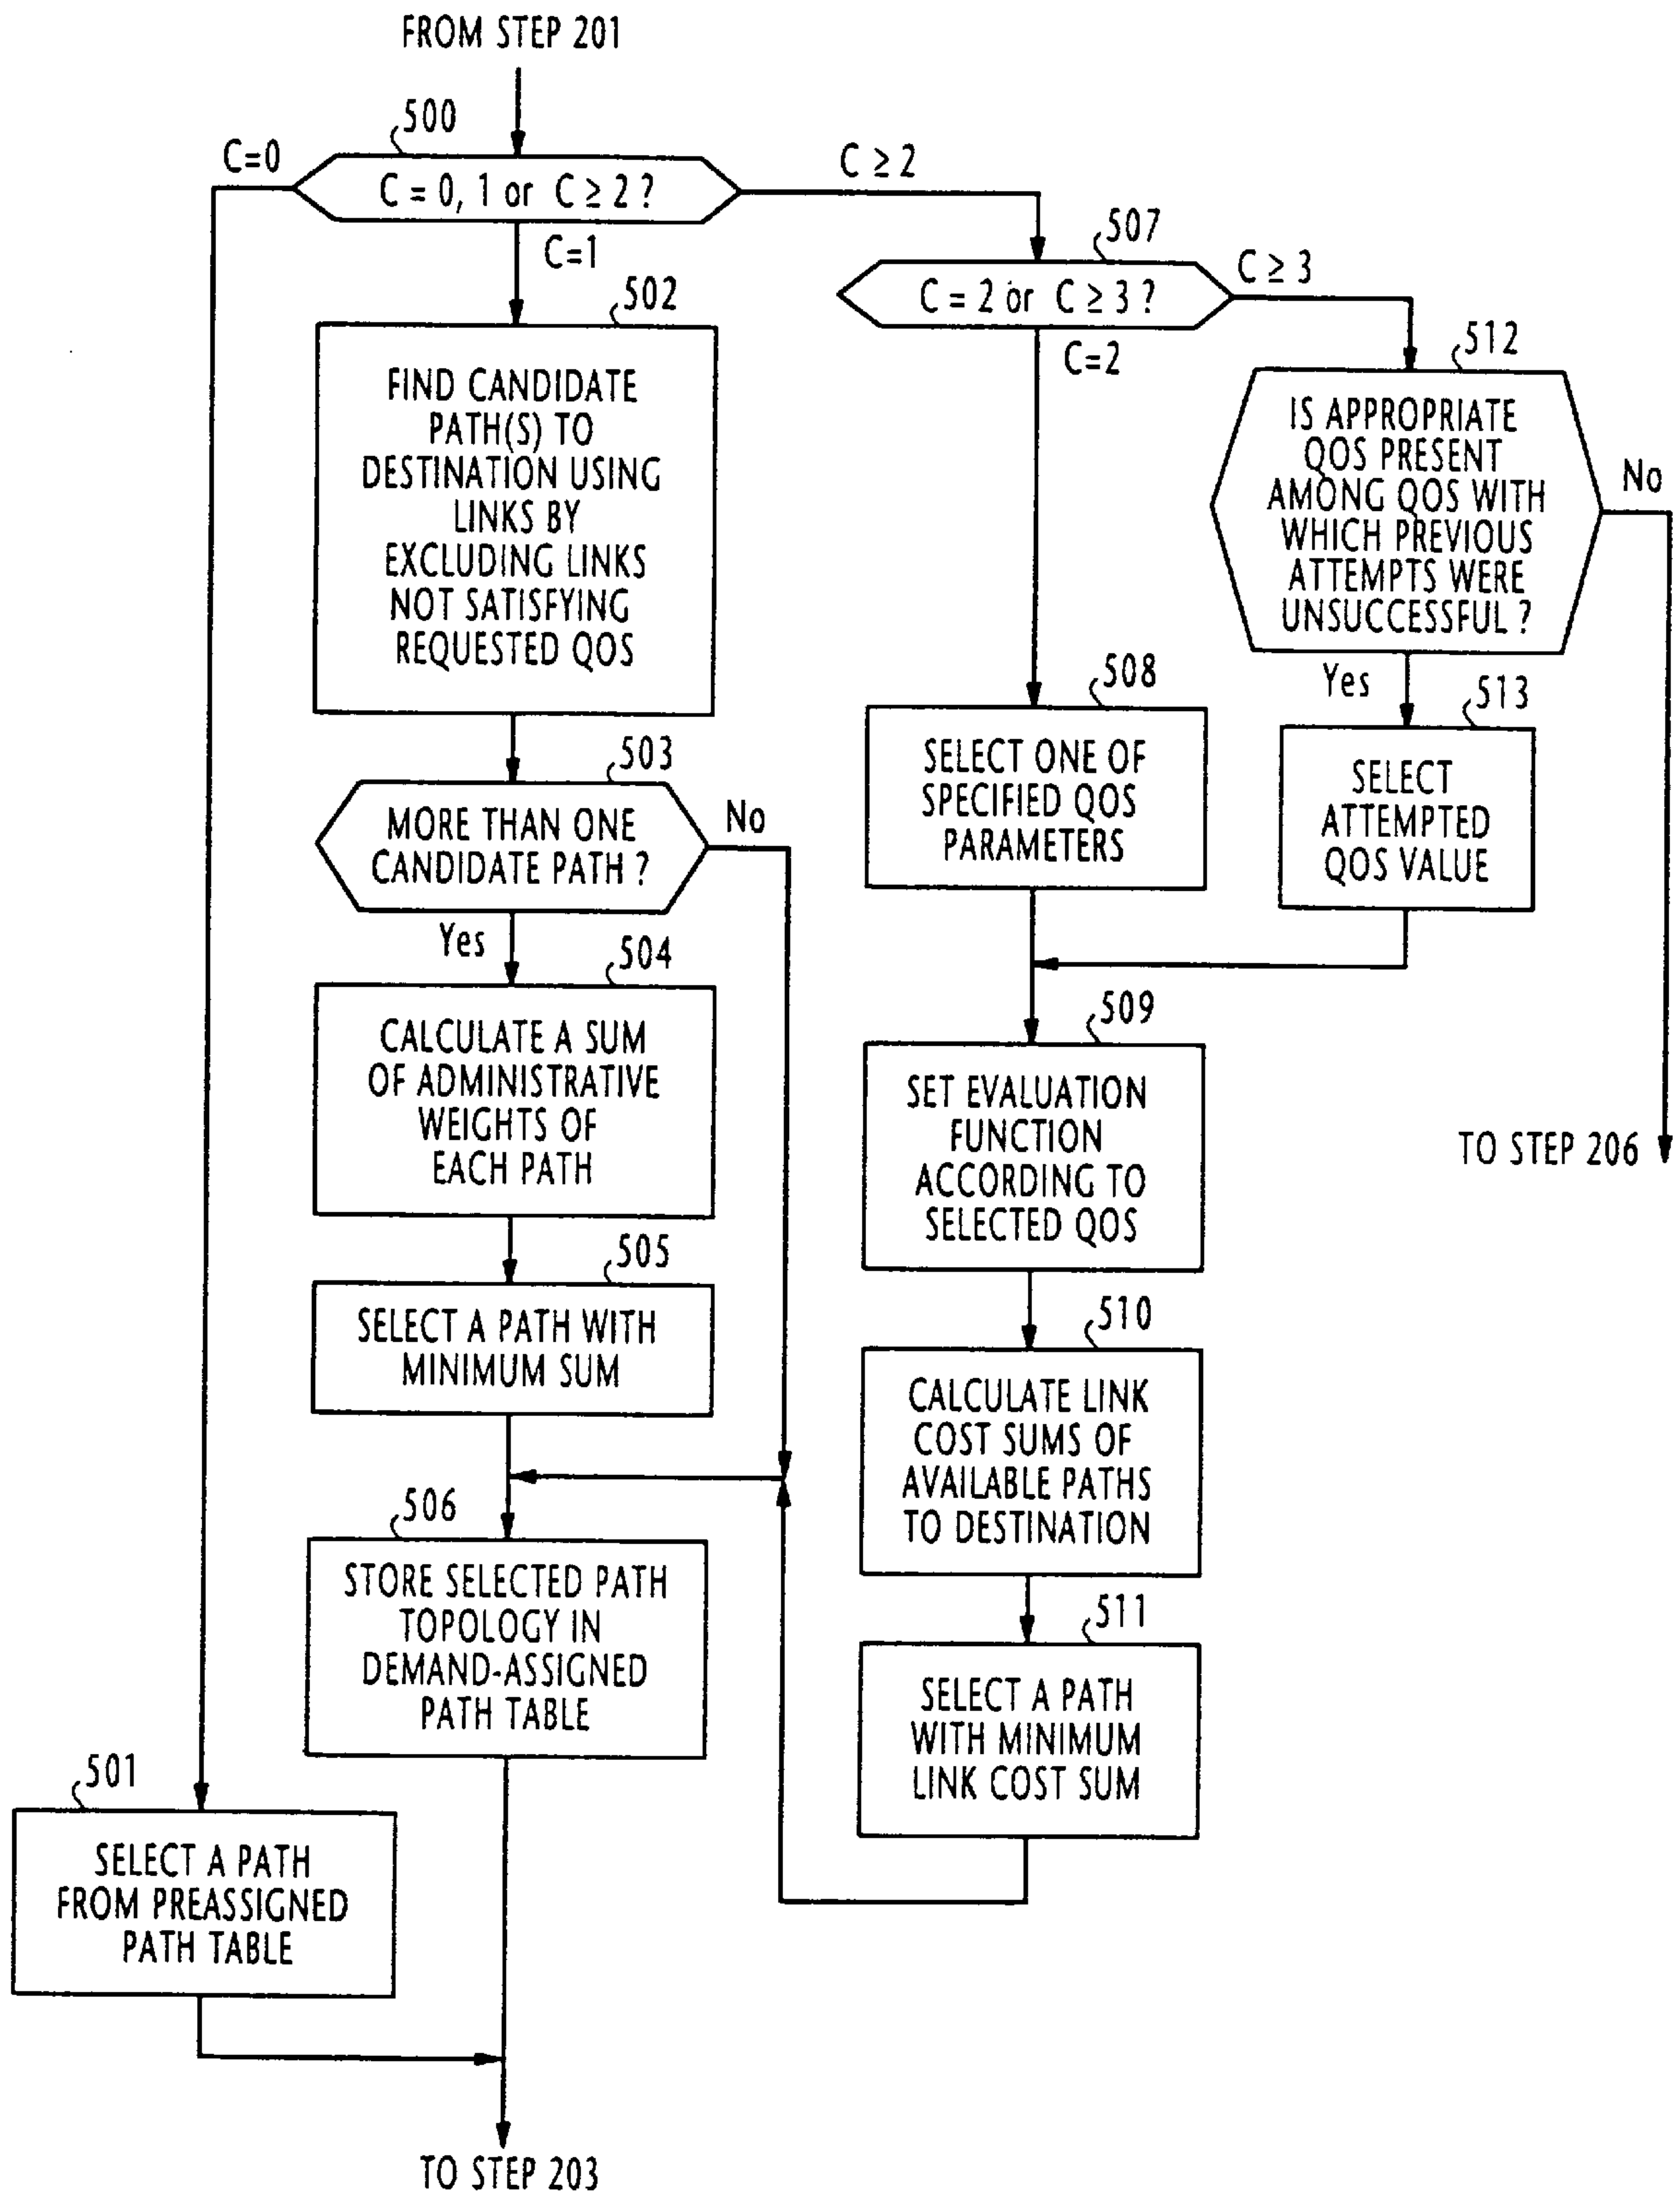 FROM STEP 201
500
C=0
C = 0, 1 or C ≥ 2 ?
C ≥ 2
C=1
507
C = 2 or C ≥ 3 ?
C ≥ 3
C=2
502
FIND CANDIDATE
PATH(S) TO
DESTINATION USING
LINKS BY
EXCLUDING LINKS
NOT SATISFYING
REQUESTED QOS
512
IS APPROPRIATE
QOS PRESENT
AMONG QOS WITH
WHICH PREVIOUS
ATTEMPTS WERE
UNSUCCESSFUL ?
No
Yes
503
MORE THAN ONE
CANDIDATE PATH ?
No
Yes
508
SELECT ONE OF
SPECIFIED QOS
PARAMETERS
513
SELECT
ATTEMPTED
QOS VALUE
504
CALCULATE A SUM
OF ADMINISTRATIVE
WEIGHTS OF
EACH PATH
509
SET EVALUATION
FUNCTION
ACCORDING TO
SELECTED QOS
TO STEP 206
505
SELECT A PATH WITH
MINIMUM SUM
510
CALCULATE LINK
COST SUMS OF
AVAILABLE PATHS
TO DESTINATION
506
STORE SELECTED PATH
TOPOLOGY IN
DEMAND-ASSIGNED
PATH TABLE
511
SELECT A PATH
WITH MINIMUM
LINK COST SUM
501
SELECT A PATH
FROM PREASSIGNED
PATH TABLE
TO STEP 203